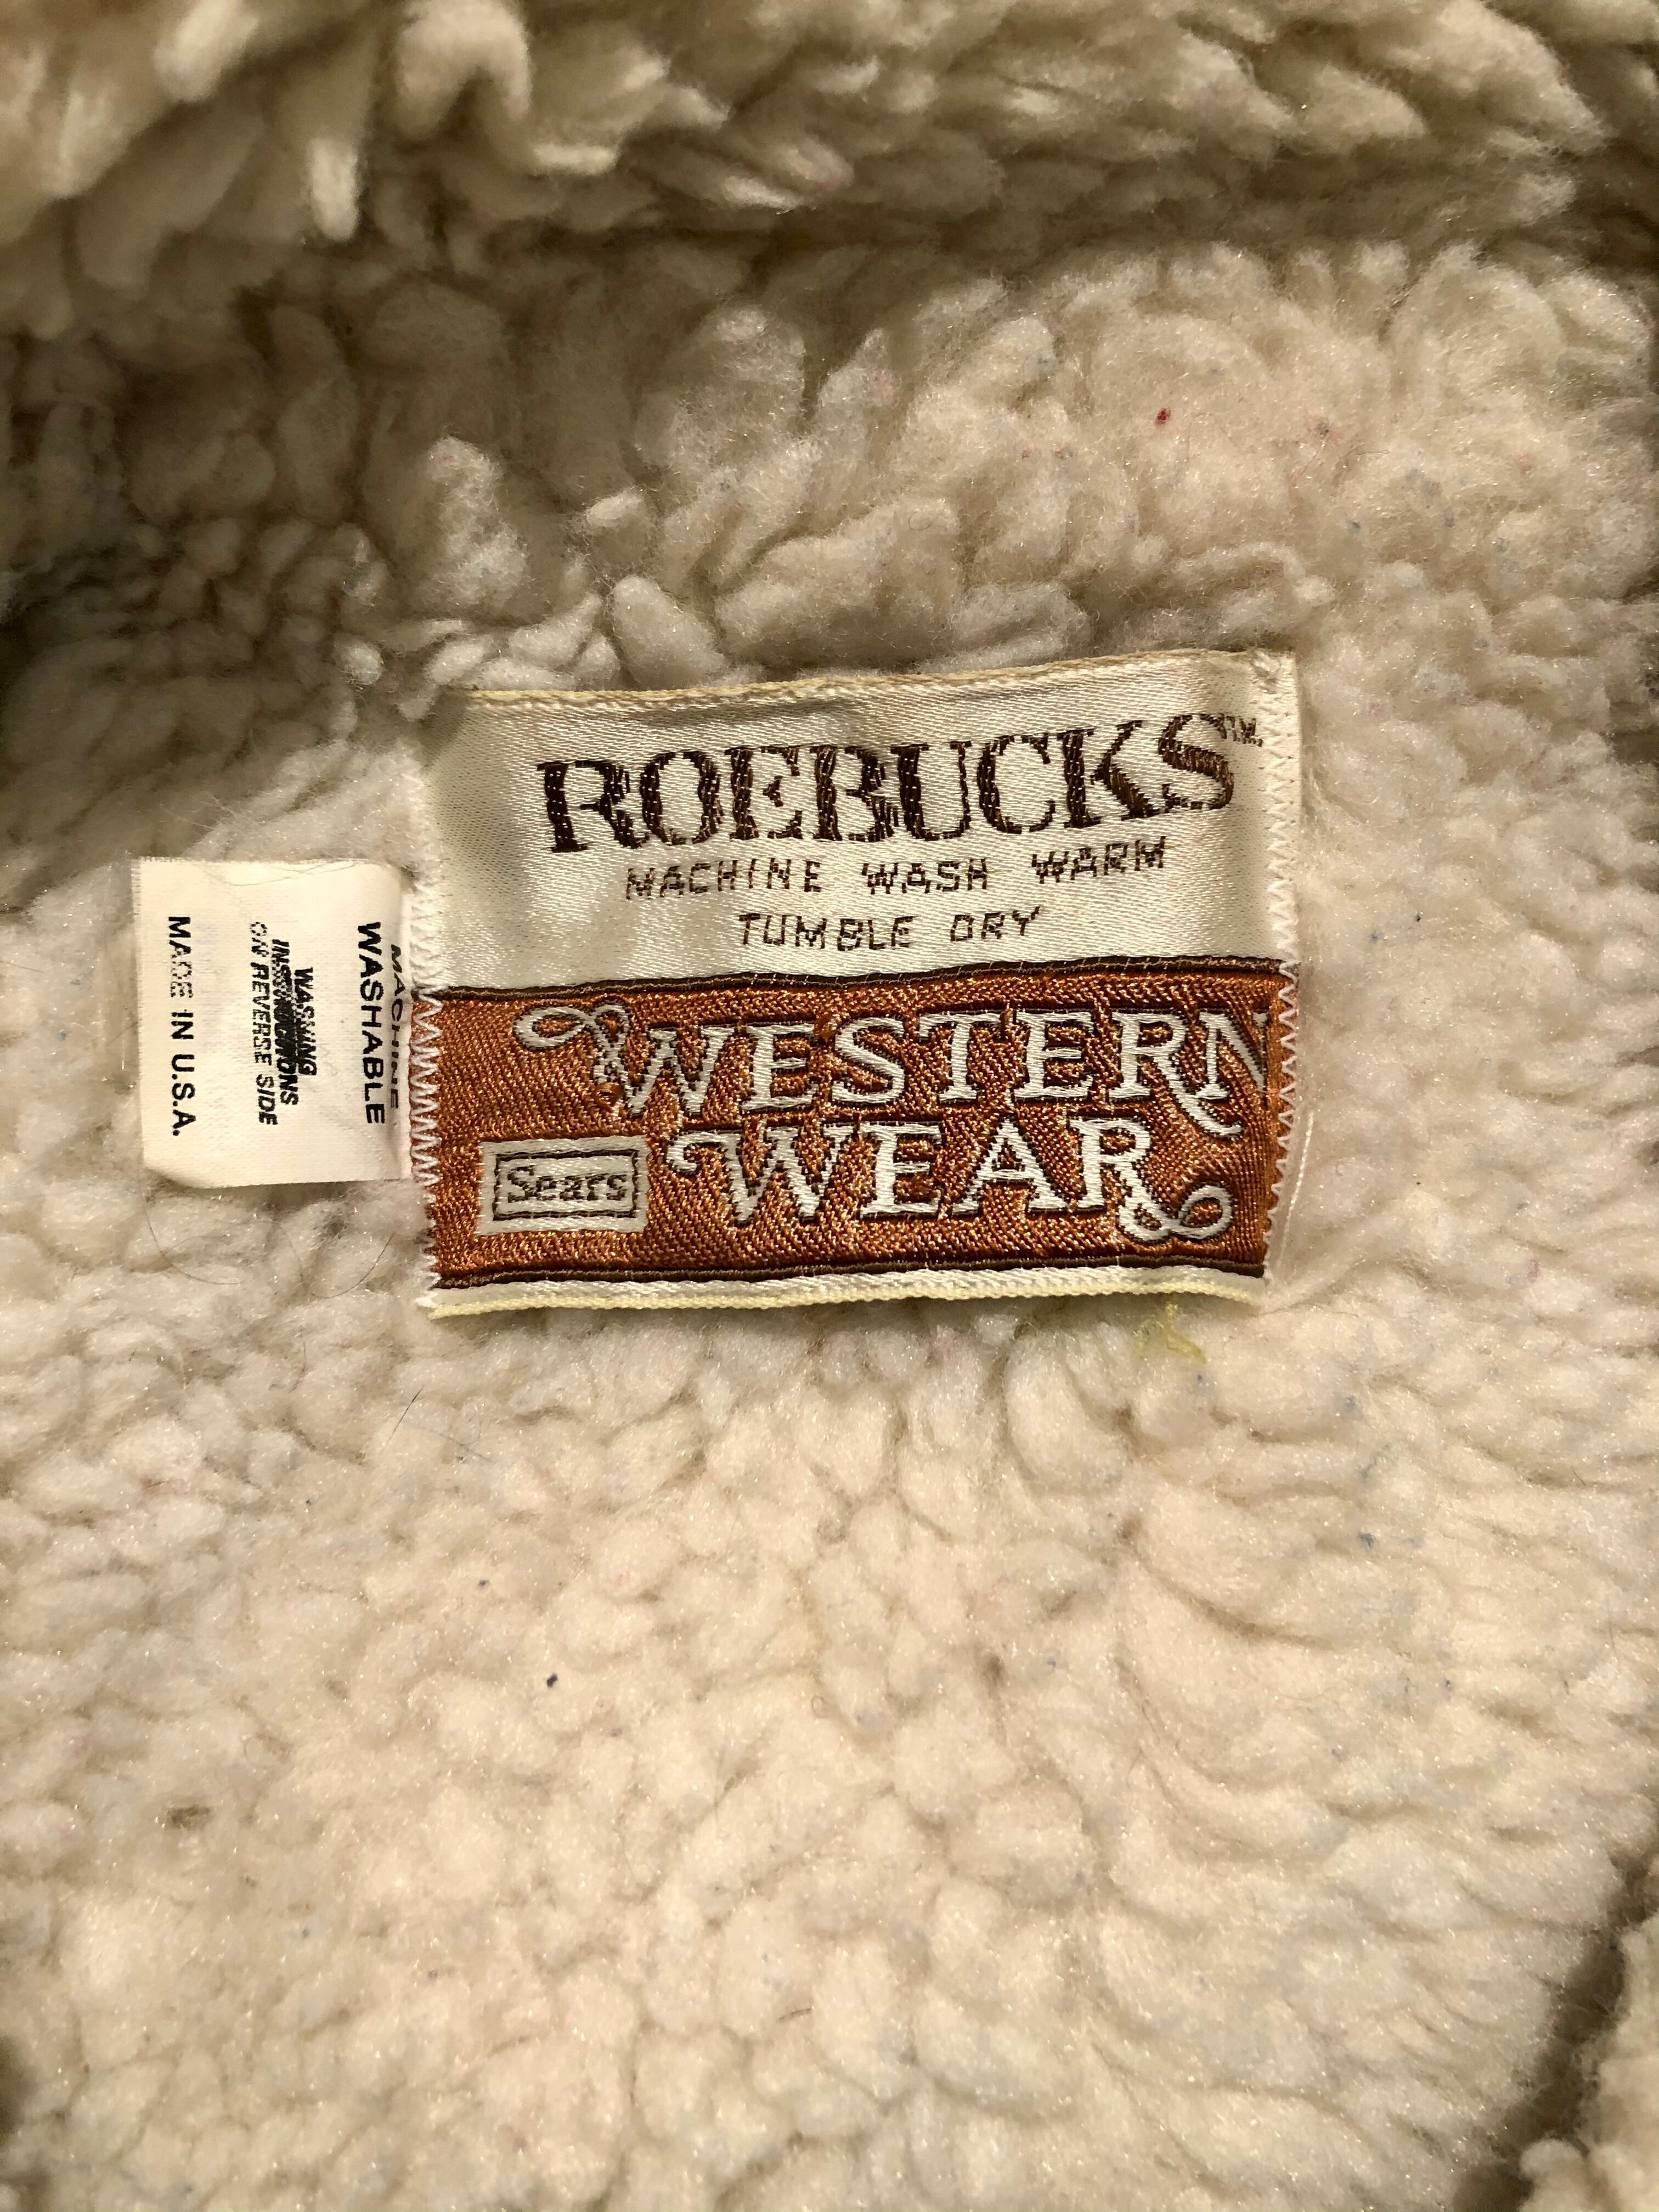 ROEBUCKS™
MACHINE WASH WARM
TUMBLE DRY
WESTERN
WEAR
Sears
MACHINE
WASHABLE
WASHING
INSTRUCTIONS
ON REVERSE SIDE
MADE IN U.S.A.